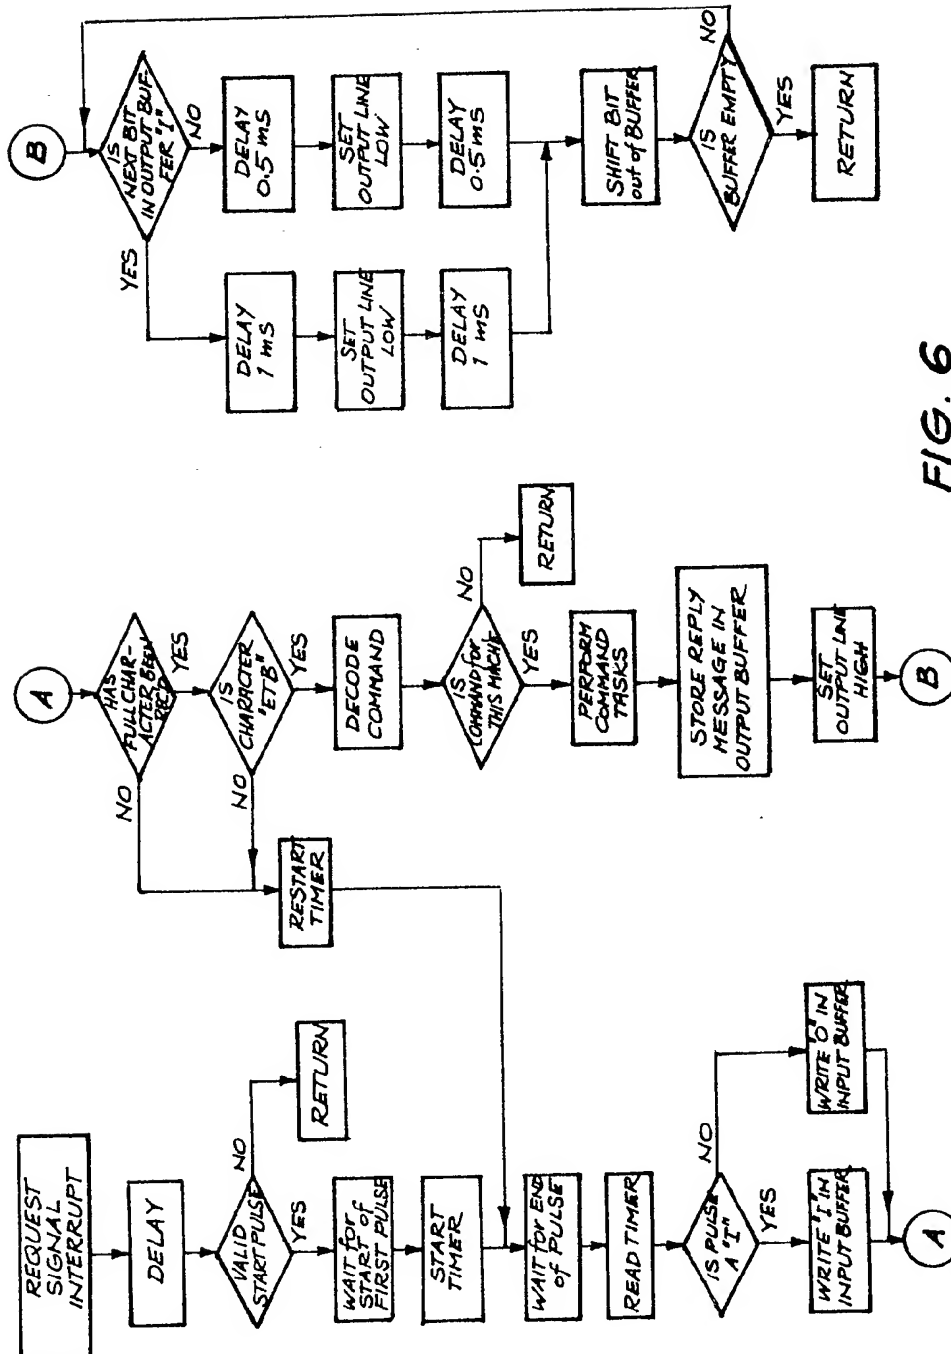 REQUEST
SIGNAL
INTERRUPT
DELAY
VALID
START PULSE
NO
RETURN
YES
WAIT for
START of
FIRST PULSE
START
TIMER
WAIT for END
of PULSE
READ TIMER
IS PULSE
A "1"
NO
YES
WRITE "1" IN
INPUT BUFFER
WRITE "0" IN
INPUT BUFFER
A
A
HAS
FULL CHAR-
ACTER BEEN
REC'D
NO
YES
IS
CHARACTER
"ETB"
NO
YES
RESTART
TIMER
DECODE
COMMAND
IS
COMMAND for
THIS MACH'E
NO
RETURN
YES
PERFORM
COMMAND
TASKS
STORE REPLY
MESSAGE IN
OUTPUT BUFFER
SET
OUTPUT LINE
HIGH
B
B
IS
NEXT BIT
IN OUTPUT BUF-
FER "1"
YES
NO
DELAY
1 mS
SET
OUTPUT LINE
LOW
DELAY
1 mS
DELAY
0.5 mS
SET
OUTPUT LINE
LOW
DELAY
0.5 mS
SHIFT BIT
out of BUFFER
IS
BUFFER EMPTY
NO
YES
RETURN
FIG. 6